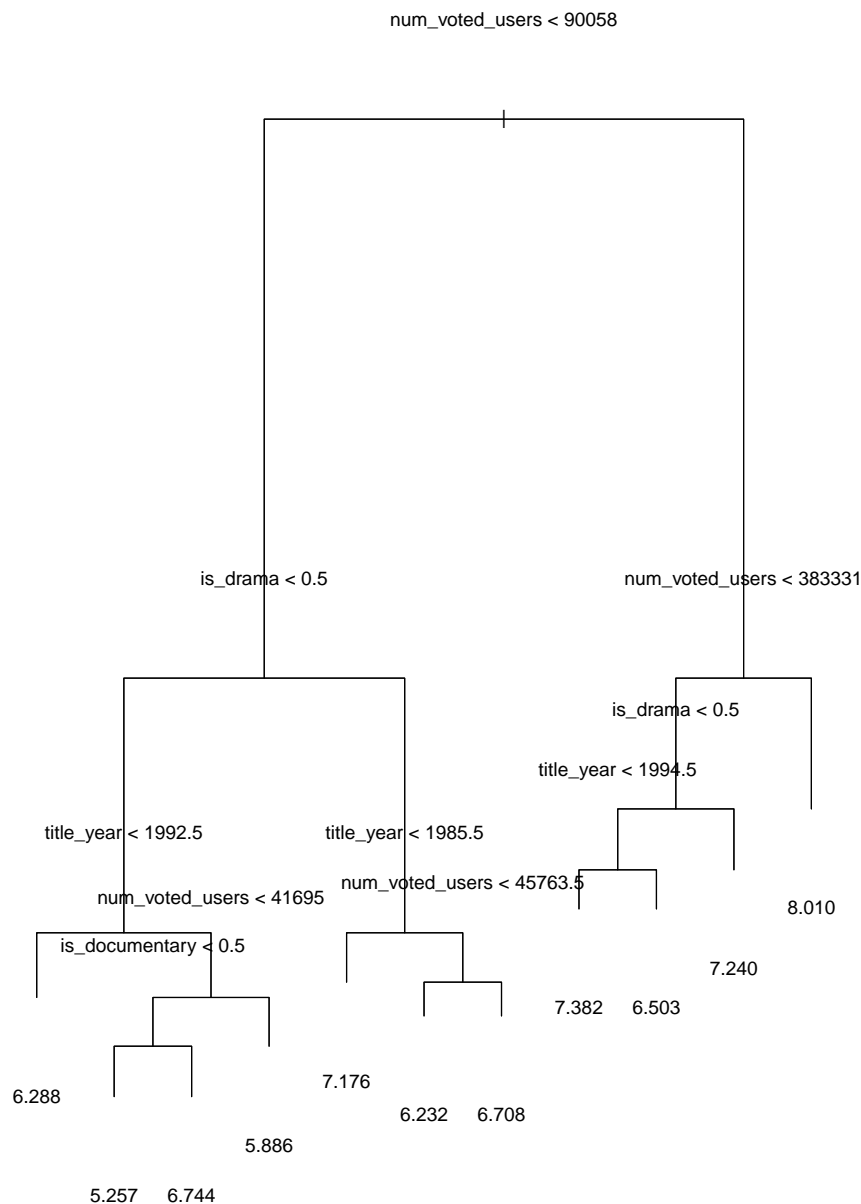 num_voted_users < 90058
is_drama < 0.5
num_voted_users < 383331
is_drama < 0.5
title_year < 1994.5
title_year < 1992.5
title_year < 1985.5
num_voted_users < 45763.5
num_voted_users < 41695
is_documentary < 0.5
8.010
7.240
7.382
6.503
7.176
6.288
6.232
6.708
5.886
5.257
6.744